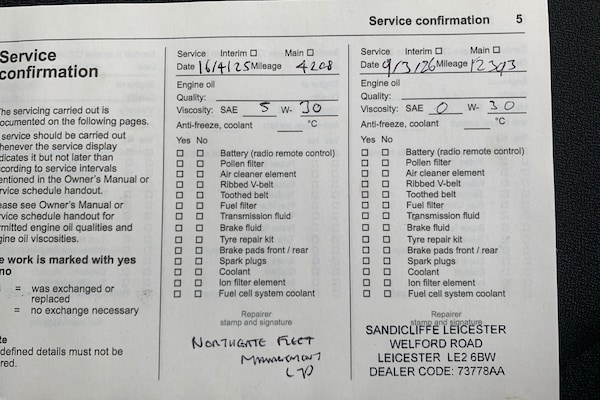 Service confirmation 5
Service
confirmation
he servicing carried out is
ocumented on the following pages.
service should be carried out
henever the service display
dicates it but not later than
cording to service intervals
entioned in the Owner's Manual or
rvice schedule handout.
ease see Owner's Manual or
rvice schedule handout for
rmitted engine oil qualities and
gine oil viscosities.
e work is marked with yes
no
= was exchanged or
replaced
= no exchange necessary
te
defined details must not be
red.
Service Interim ☐ Main ☐
Date 16/4/25 Mileage 4208
Engine oil
Quality:
Viscosity: SAE 5 W- 30
Anti-freeze, coolant °C
Yes No
☐ ☐ Battery (radio remote control)
☐ ☐ Pollen filter
☐ ☐ Air cleaner element
☐ ☐ Ribbed V-belt
☐ ☐ Toothed belt
☐ ☐ Fuel filter
☐ ☐ Transmission fluid
☐ ☐ Brake fluid
☐ ☐ Tyre repair kit
☐ ☐ Brake pads front / rear
☐ ☐ Spark plugs
☐ ☐ Coolant
☐ ☐ Ion filter element
☐ ☐ Fuel cell system coolant
Repairer
stamp and signature
NORTHGATE FLEET
MANAGEMENT
LTD
Service Interim ☐ Main ☐
Date 9/3/26 Mileage 12393
Engine oil
Quality:
Viscosity: SAE 0 W- 30
Anti-freeze, coolant °C
Yes No
☐ ☐ Battery (radio remote control)
☐ ☐ Pollen filter
☐ ☐ Air cleaner element
☐ ☐ Ribbed V-belt
☐ ☐ Toothed belt
☐ ☐ Fuel filter
☐ ☐ Transmission fluid
☐ ☐ Brake fluid
☐ ☐ Tyre repair kit
☐ ☐ Brake pads front / rear
☐ ☐ Spark plugs
☐ ☐ Coolant
☐ ☐ Ion filter element
☐ ☐ Fuel cell system coolant
Repairer
stamp and signature
SANDICLIFFE LEICESTER
WELFORD ROAD
LEICESTER LE2 6BW
DEALER CODE: 73778AA